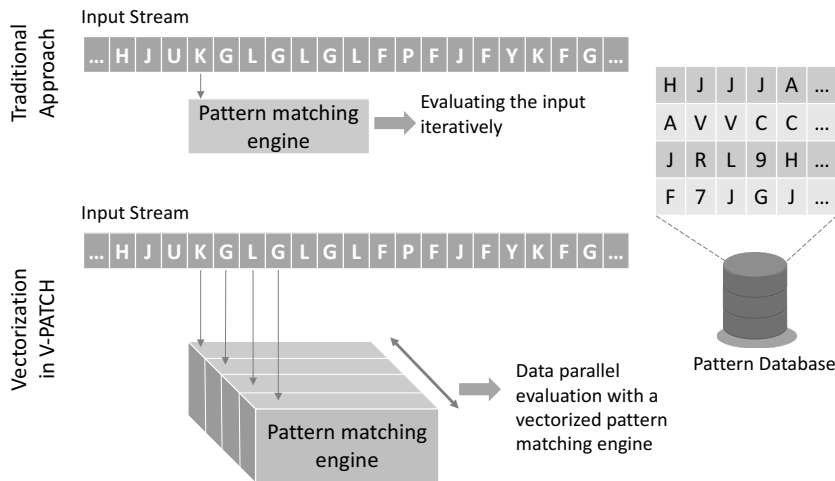 Traditional
Approach
Input Stream
... H J U K G L G L G L F P F J F Y K F G ...
Pattern matching
engine
Evaluating the input
iteratively
Vectorization
in V-PATCH
Input Stream
... H J U K G L G L G L F P F J F Y K F G ...
Pattern matching
engine
Data parallel
evaluation with a
vectorized pattern
matching engine
H J J J A ...
A V V C C ...
J R L 9 H ...
F 7 J G J ...
Pattern Database